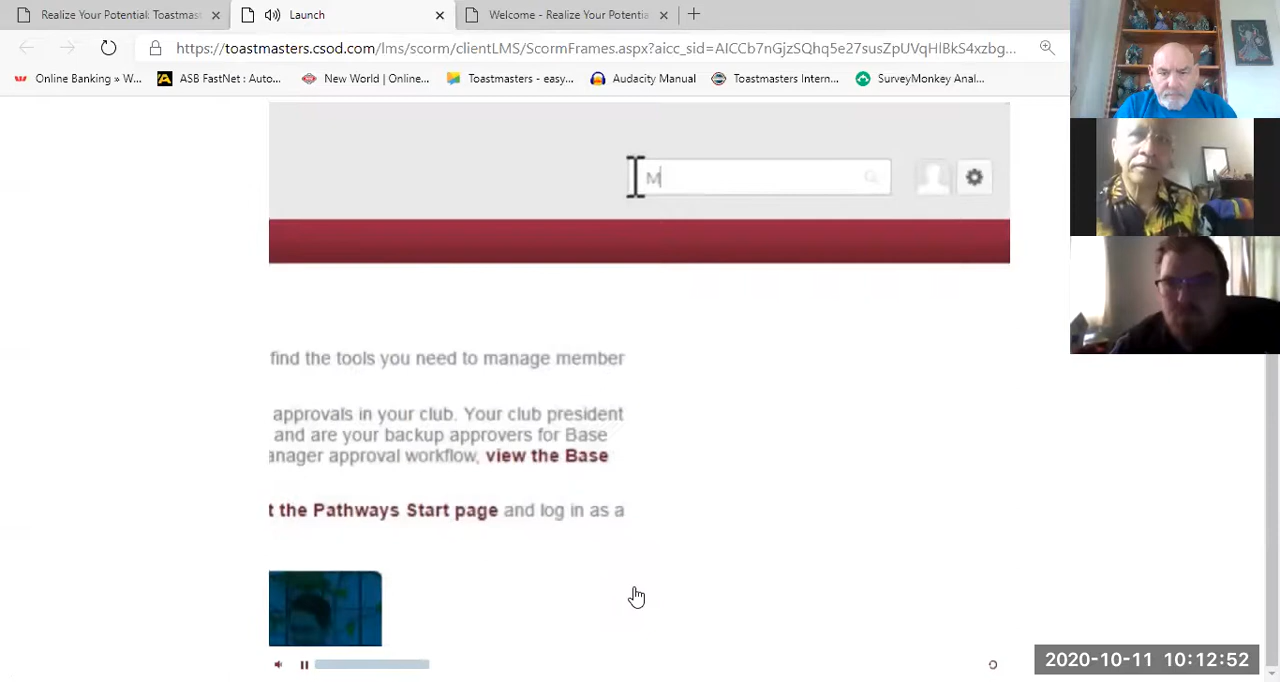 Realize Your Potential: Toastmas
Launch
Welcome - Realize Your Potentia
https://toastmasters.csod.com/lms/scorm/clientLMS/ScormFrames.aspx?aicc_sid=AICCb7nGjzSQhq5e27susZpUVqHlBkS4xzbg...
Online Banking » W...
ASB FastNet : Auto...
New World | Online...
Toastmasters - easy...
Audacity Manual
Toastmasters Intern...
SurveyMonkey Anal...
M
find the tools you need to manage member
approvals in your club. Your club president
and are your backup approvers for Base
anager approval workflow, view the Base
t the Pathways Start page and log in as a
2020-10-11 10:12:52